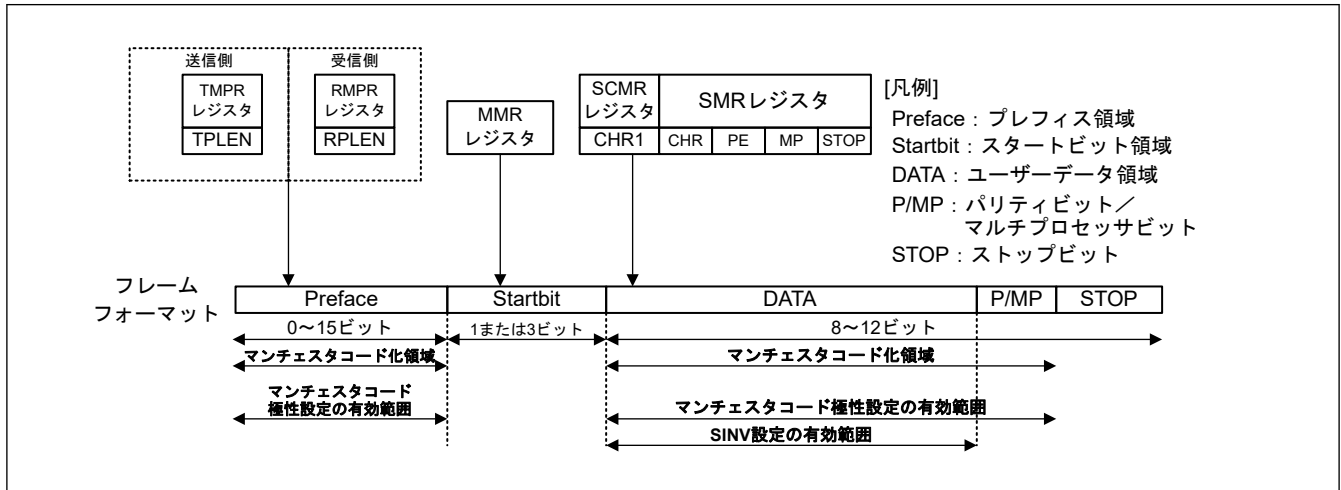 送信側
受信側
TMPR
レジスタ
TPLEN
RMPR
レジスタ
RPLEN
MMR
レジスタ
SCMR
レジスタ
SMRレジスタ
CHR1
CHR
PE
MP
STOP
[凡例]
Preface：プレフィス領域
Startbit：スタートビット領域
DATA：ユーザーデータ領域
P/MP：パリティビット／
マルチプロセッサビット
STOP：ストップビット
フレーム
フォーマット
Preface
Startbit
DATA
P/MP
STOP
0～15ビット
1または3ビット
8～12ビット
マンチェスタコード化領域
マンチェスタコード化領域
マンチェスタコード
極性設定の有効範囲
マンチェスタコード極性設定の有効範囲
SINV設定の有効範囲